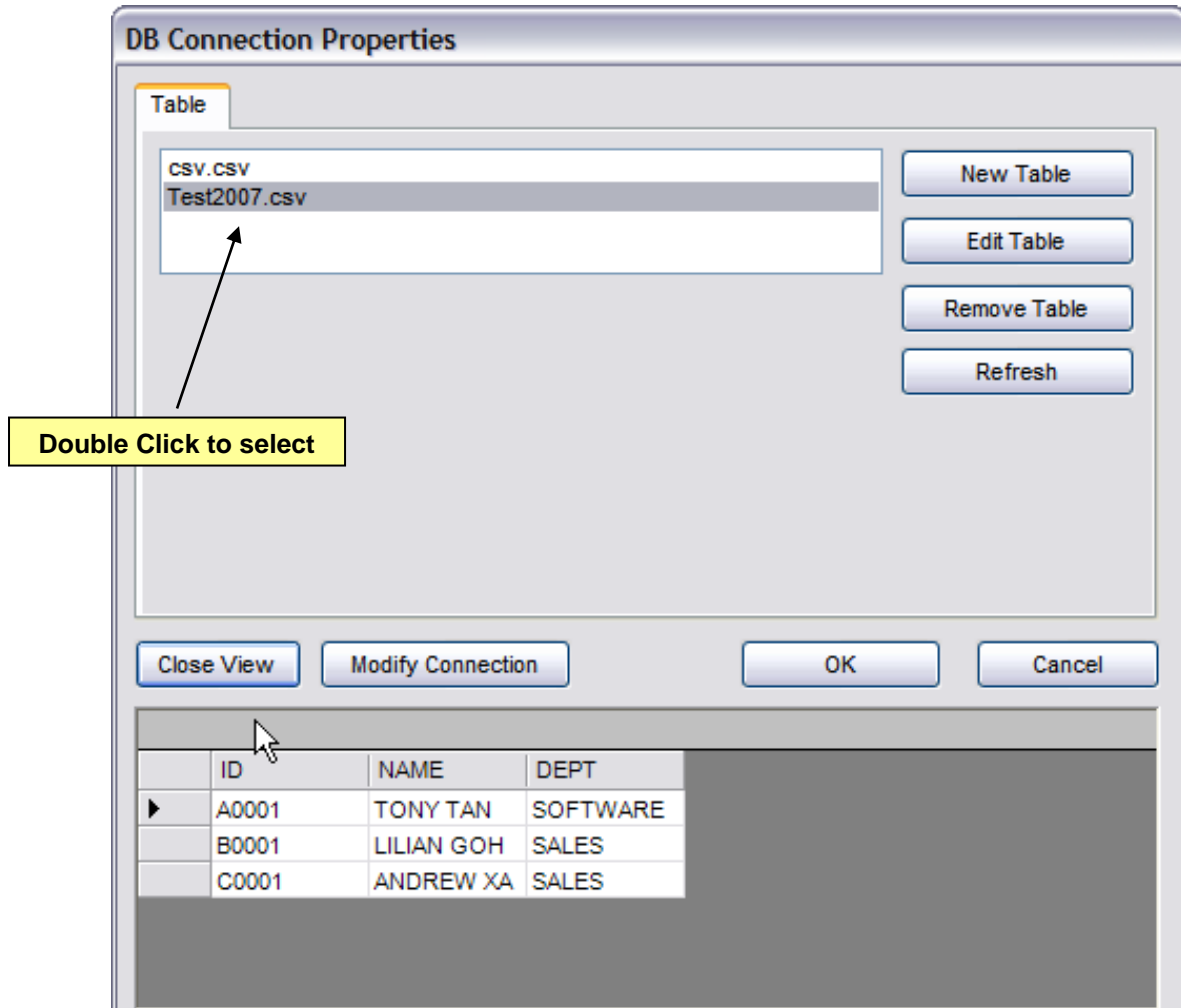 DB Connection Properties
Table
csv.csv
Test2007.csv
New Table
Edit Table
Remove Table
Refresh
Double Click to select
Close View
Modify Connection
OK
Cancel
ID NAME DEPT
A0001 TONY TAN SOFTWARE
B0001 LILIAN GOH SALES
C0001 ANDREW XA SALES